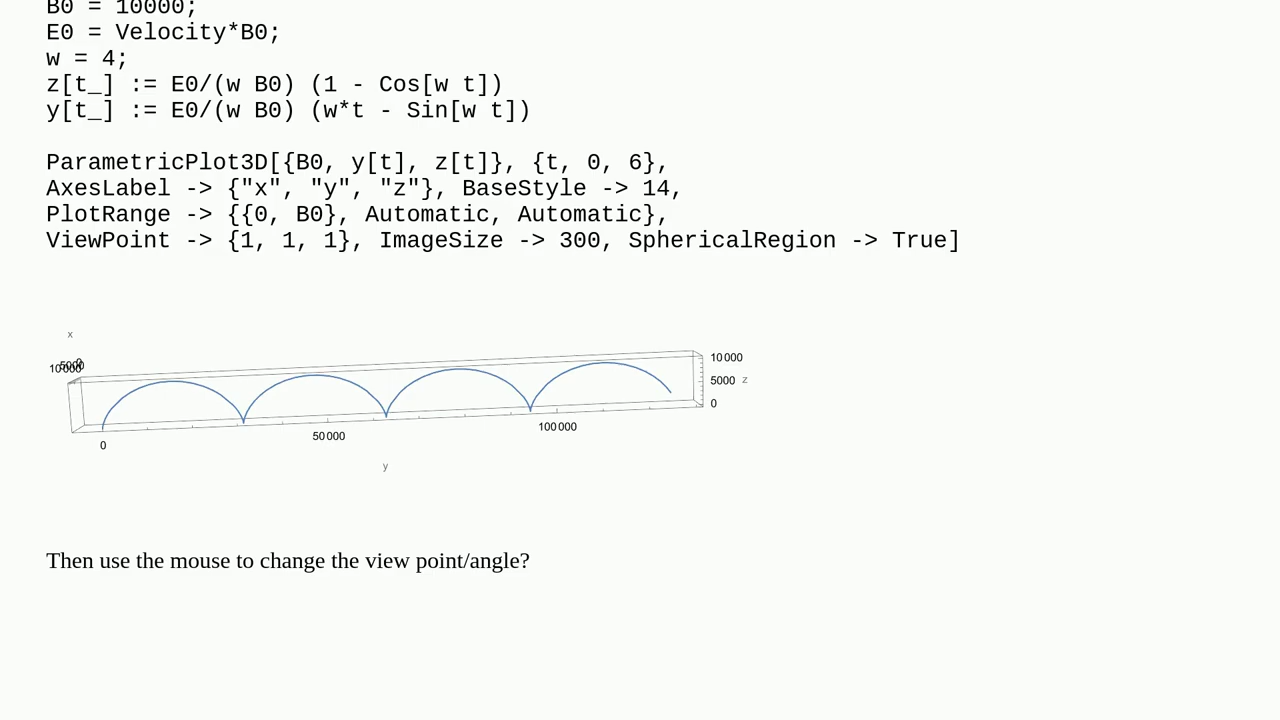 B0 = 10000;
E0 = Velocity*B0;
w = 4;
z[t_] := E0/(w B0) (1 - Cos[w t])
y[t_] := E0/(w B0) (w*t - Sin[w t])
ParametricPlot3D[{B0, y[t], z[t]}, {t, 0, 6},
AxesLabel -> {"x", "y", "z"}, BaseStyle -> 14,
PlotRange -> {{0, B0}, Automatic, Automatic},
ViewPoint -> {1, 1, 1}, ImageSize -> 300, SphericalRegion -> True]
x
10000 5000 0
10000
5000 z
0
0
50000
100000
y
Then use the mouse to change the view point/angle?